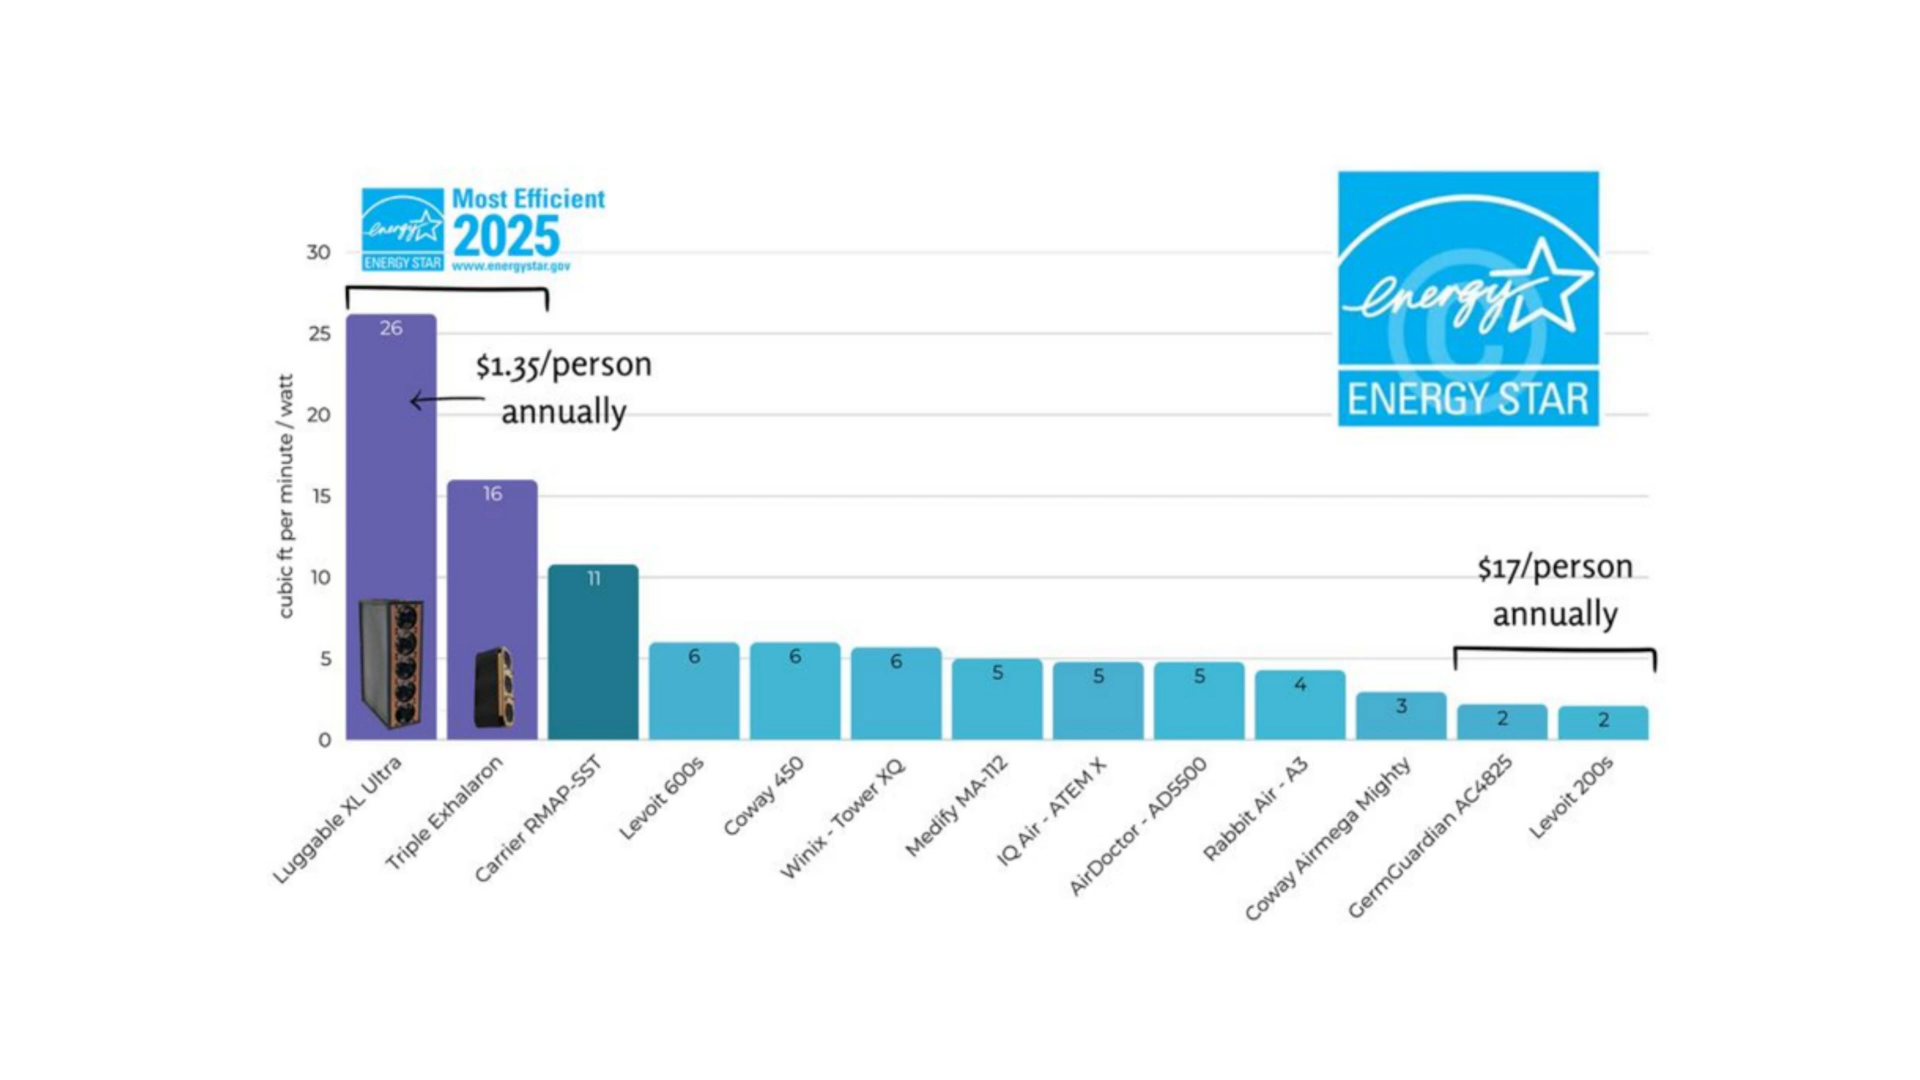 energy
ENERGY STAR
Most Efficient
2025
www.energystar.gov
energy
ENERGY STAR
cubic ft per minute / watt
30
25
20
15
10
5
0
$1.35/person
annually
$17/person
annually
26
16
11
6
6
6
5
5
5
4
3
2
2
Luggable XL Ultra
Triple Exhalaron
Carrier RMAP-SST
Levoit 600s
Coway 450
Winix - Tower XQ
Medify MA-112
IQ Air - ATEM X
AirDoctor - AD5500
Rabbit Air - A3
Coway Airmega Mighty
GermGuardian AC4825
Levoit 200s